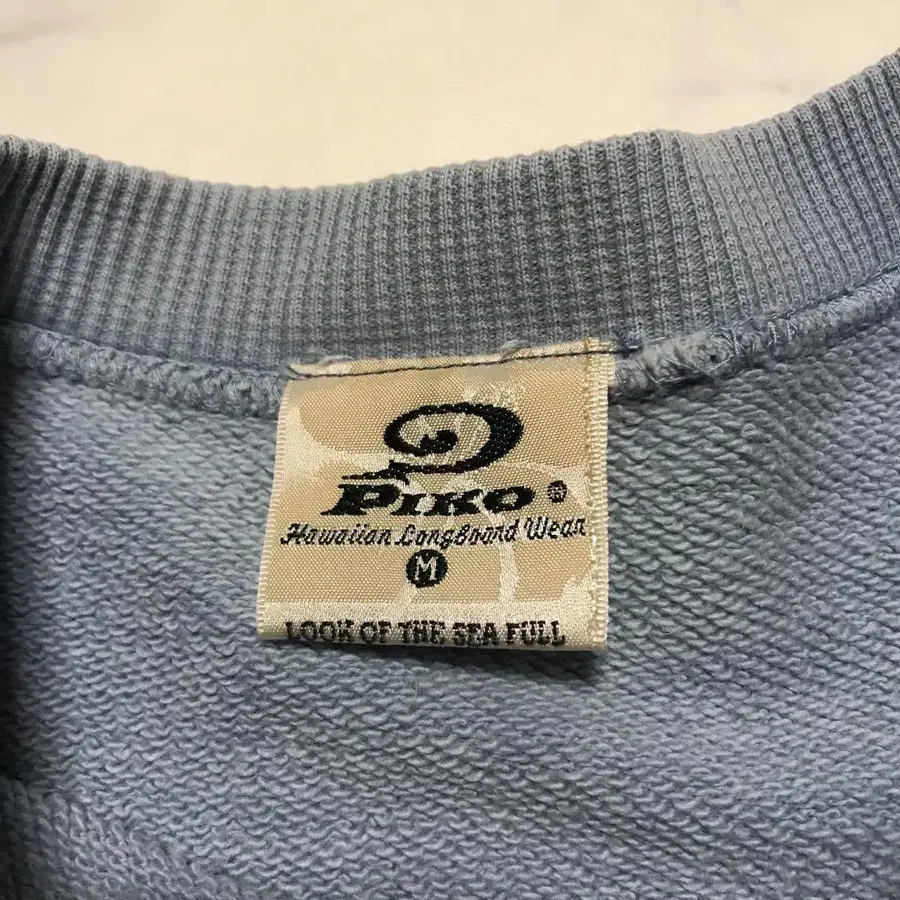 PIKO®
Hawaiian Longboard Wear
M
LOOK OF THE SEA FULL